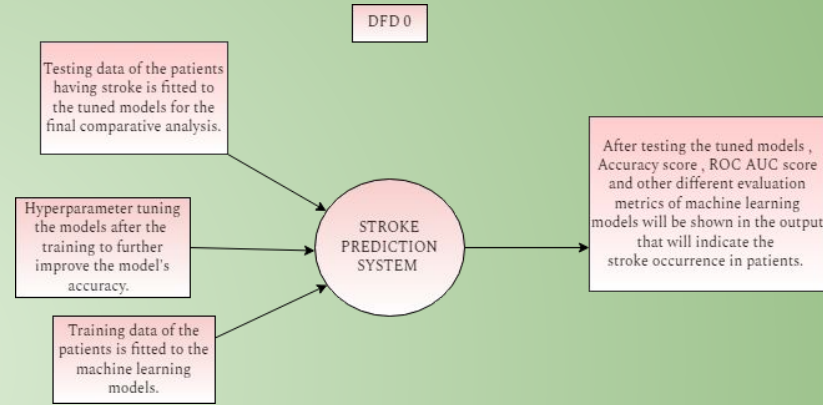 DFD 0
Testing data of the patients
having stroke is fitted to
the tuned models for the
final comparative analysis.
Hyperparameter tuning
the models after the
training to further
improve the model's
accuracy.
Training data of the
patients is fitted to the
machine learning
models.
STROKE
PREDICTION
SYSTEM
After testing the tuned models ,
Accuracy score , ROC AUC score
and other different evaluation
metrics of machine learning
models will be shown in the output
that will indicate the
stroke occurrence in patients.